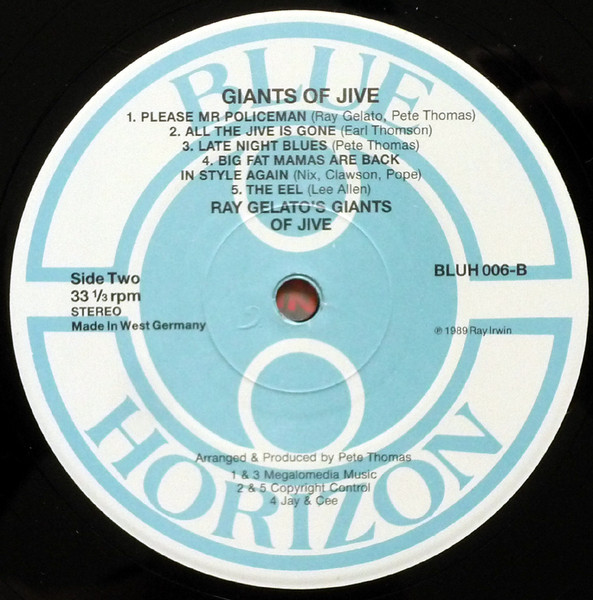 BLUE
GIANTS OF JIVE
1. PLEASE MR POLICEMAN (Ray Gelato, Pete Thomas)
2. ALL THE JIVE IS GONE (Earl Thomson)
3. LATE NIGHT BLUES (Pete Thomas)
4. BIG FAT MAMAS ARE BACK
IN STYLE AGAIN (Nix, Clawson, Pope)
5. THE EEL (Lee Allen)
RAY GELATO'S GIANTS
OF JIVE
Side Two
33 1/3 rpm
STEREO
Made In West Germany
BLUH 006-B
℗ 1989 Ray Irwin
Arranged & Produced by Pete Thomas
1 & 3 Megalomedia Music
2 & 5 Copyright Control
4 Jay & Cee
HORIZON